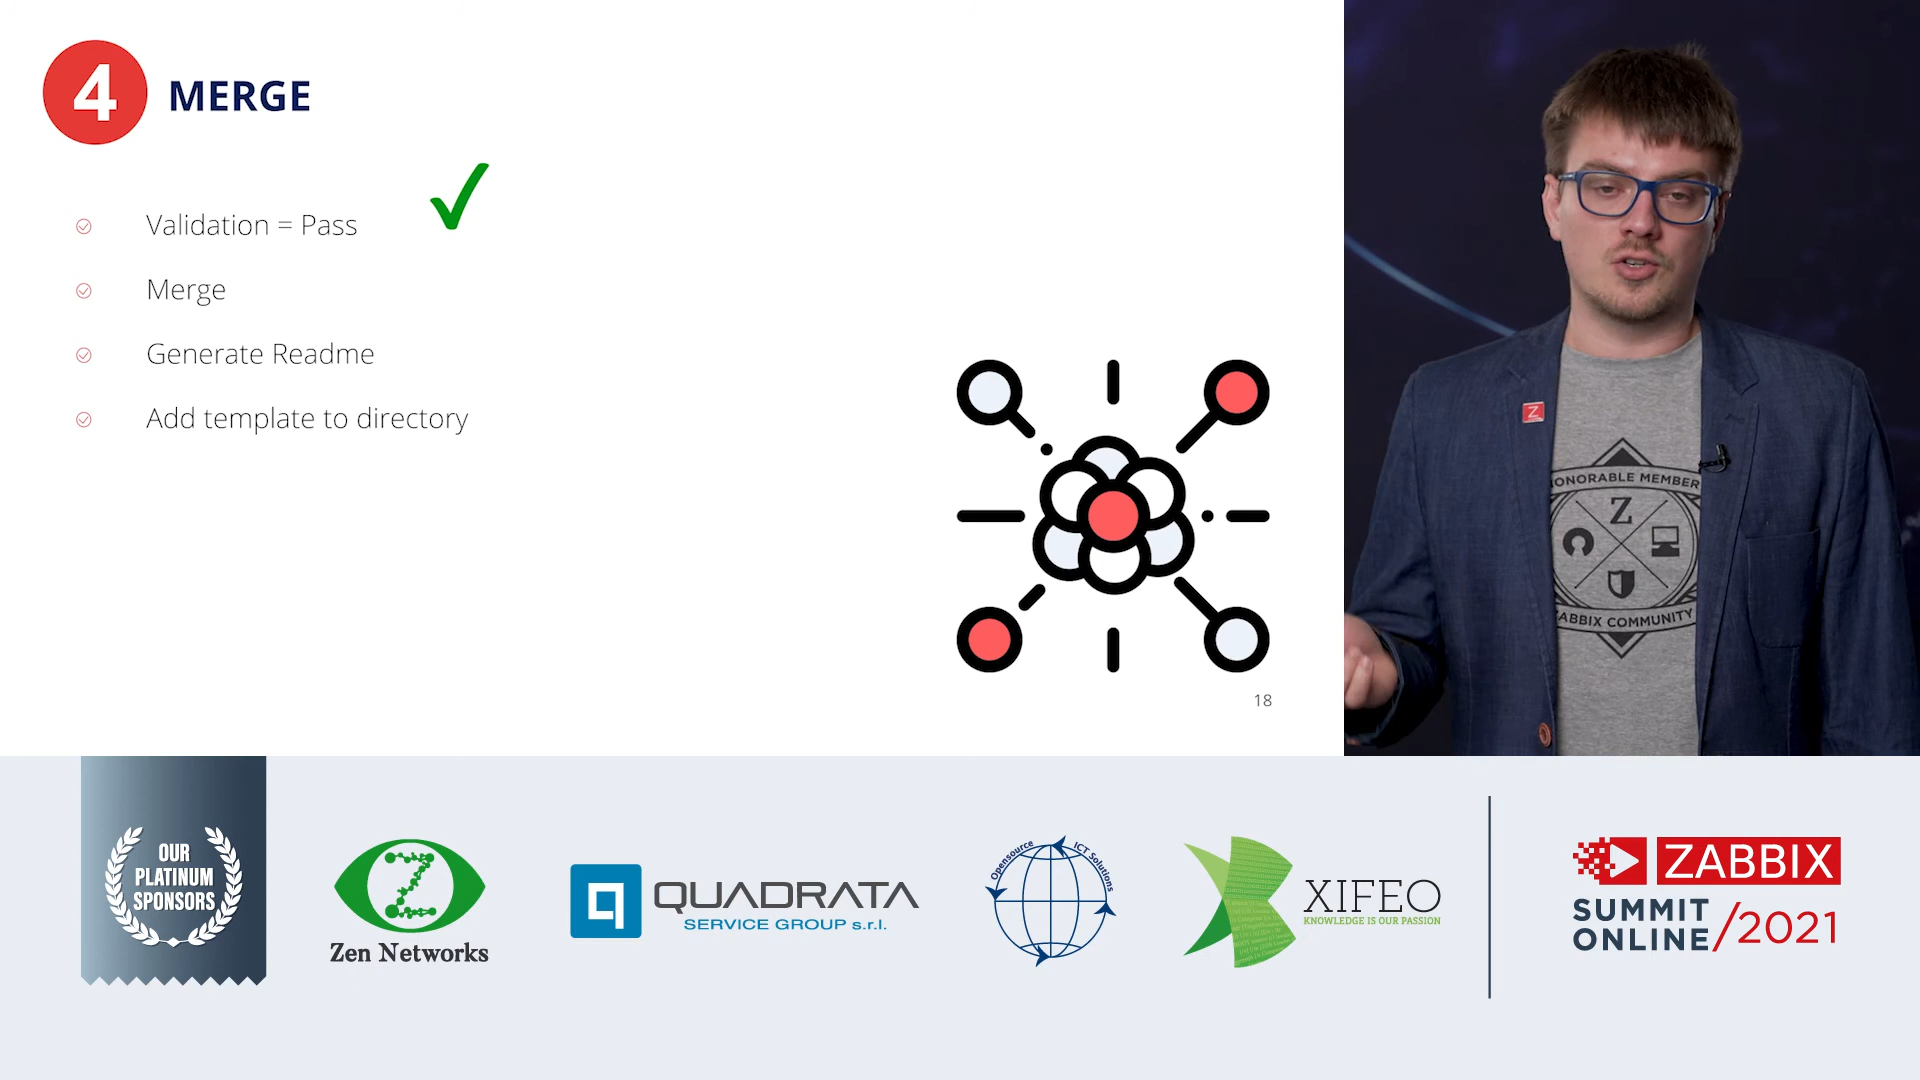 4 MERGE
Validation = Pass
Merge
Generate Readme
Add template to directory
18
Z
HONORABLE MEMBER
Z
ZABBIX COMMUNITY
OUR
PLATINUM
SPONSORS
Z
Zen Networks
q QUADRATA
SERVICE GROUP s.r.l.
Opensource ICT Solutions
XIFEO
KNOWLEDGE IS OUR PASSION
ZABBIX
SUMMIT
ONLINE /2021